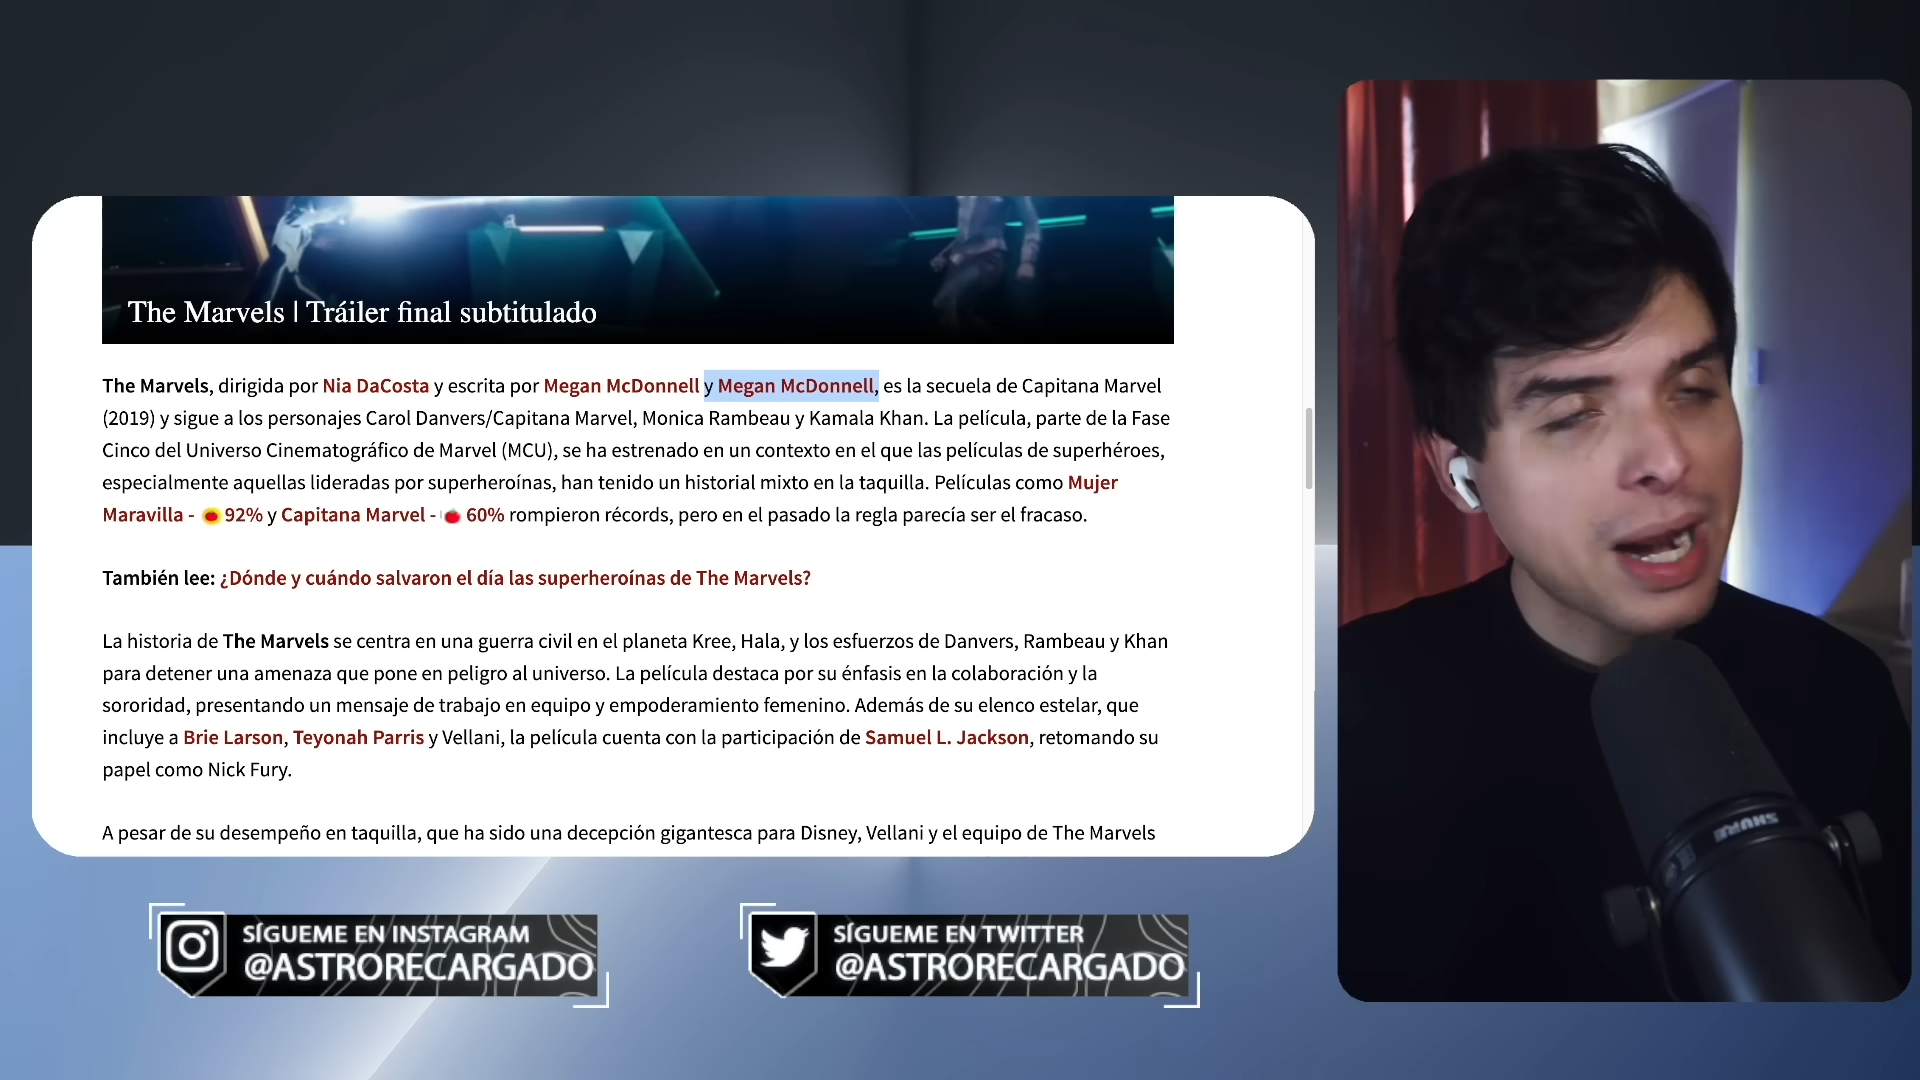 The Marvels | Tráiler final subtitulado
The Marvels, dirigida por Nia DaCosta y escrita por Megan McDonnell y Megan McDonnell, es la secuela de Capitana Marvel
(2019) y sigue a los personajes Carol Danvers/Capitana Marvel, Monica Rambeau y Kamala Khan. La película, parte de la Fase
Cinco del Universo Cinematográfico de Marvel (MCU), se ha estrenado en un contexto en el que las películas de superhéroes,
especialmente aquellas lideradas por superheroínas, han tenido un historial mixto en la taquilla. Películas como Mujer
Maravilla - 92% y Capitana Marvel - 60% rompieron récords, pero en el pasado la regla parecía ser el fracaso.
También lee: ¿Dónde y cuándo salvaron el día las superheroínas de The Marvels?
La historia de The Marvels se centra en una guerra civil en el planeta Kree, Hala, y los esfuerzos de Danvers, Rambeau y Khan
para detener una amenaza que pone en peligro al universo. La película destaca por su énfasis en la colaboración y la
sororidad, presentando un mensaje de trabajo en equipo y empoderamiento femenino. Además de su elenco estelar, que
incluye a Brie Larson, Teyonah Parris y Vellani, la película cuenta con la participación de Samuel L. Jackson, retomando su
papel como Nick Fury.
A pesar de su desempeño en taquilla, que ha sido una decepción gigantesca para Disney, Vellani y el equipo de The Marvels
SÍGUEME EN INSTAGRAM
@ASTRORECARGADO
SÍGUEME EN TWITTER
@ASTRORECARGADO
SHURE